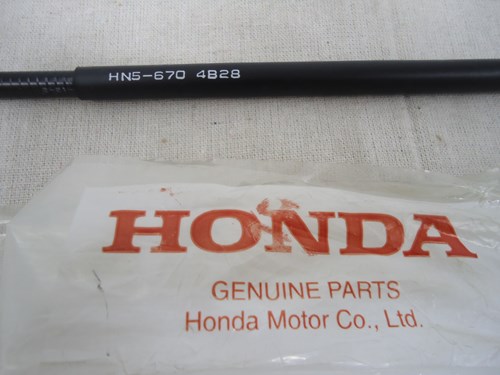 HN5-670 4B28
HONDA
GENUINE PARTS
Honda Motor Co., Ltd.